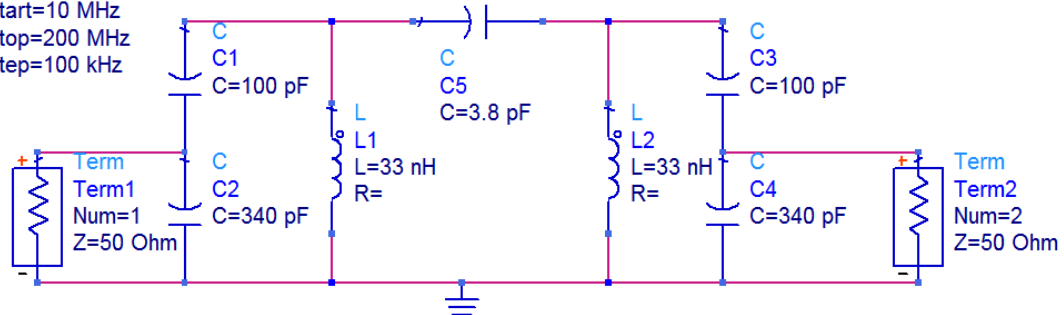 tart=10 MHz
top=200 MHz
tep=100 kHz
C
C1
C=100 pF
C
C5
C=3.8 pF
C
C3
C=100 pF
L
L1
L=33 nH
R=
L
L2
L=33 nH
R=
+
Term
Term1
Num=1
Z=50 Ohm
-
C
C2
C=340 pF
C
C4
C=340 pF
+
Term
Term2
Num=2
Z=50 Ohm
-